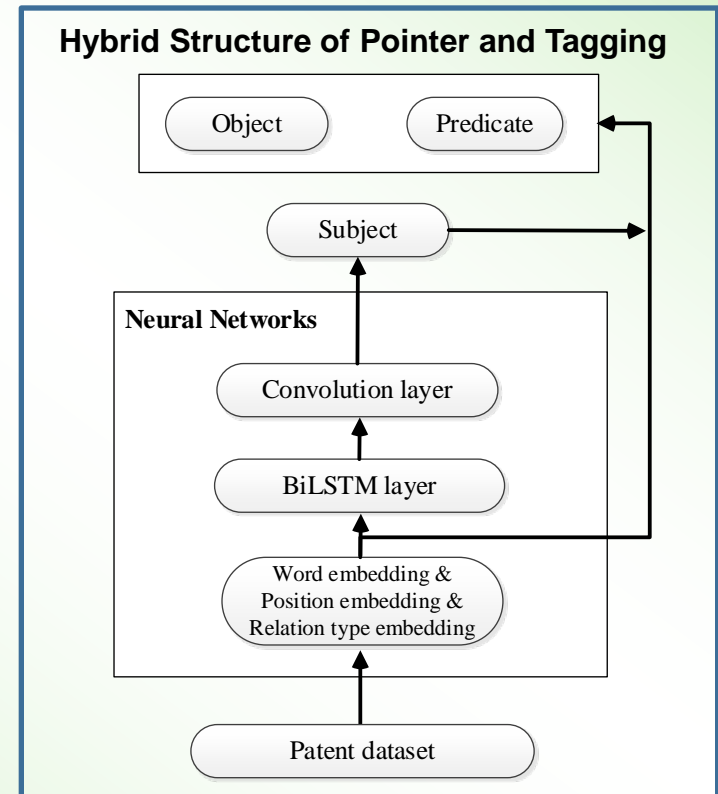 Hybrid Structure of Pointer and Tagging
Object
Predicate
Subject
Neural Networks
Convolution layer
BiLSTM layer
Word embedding &
Position embedding &
Relation type embedding
Patent dataset